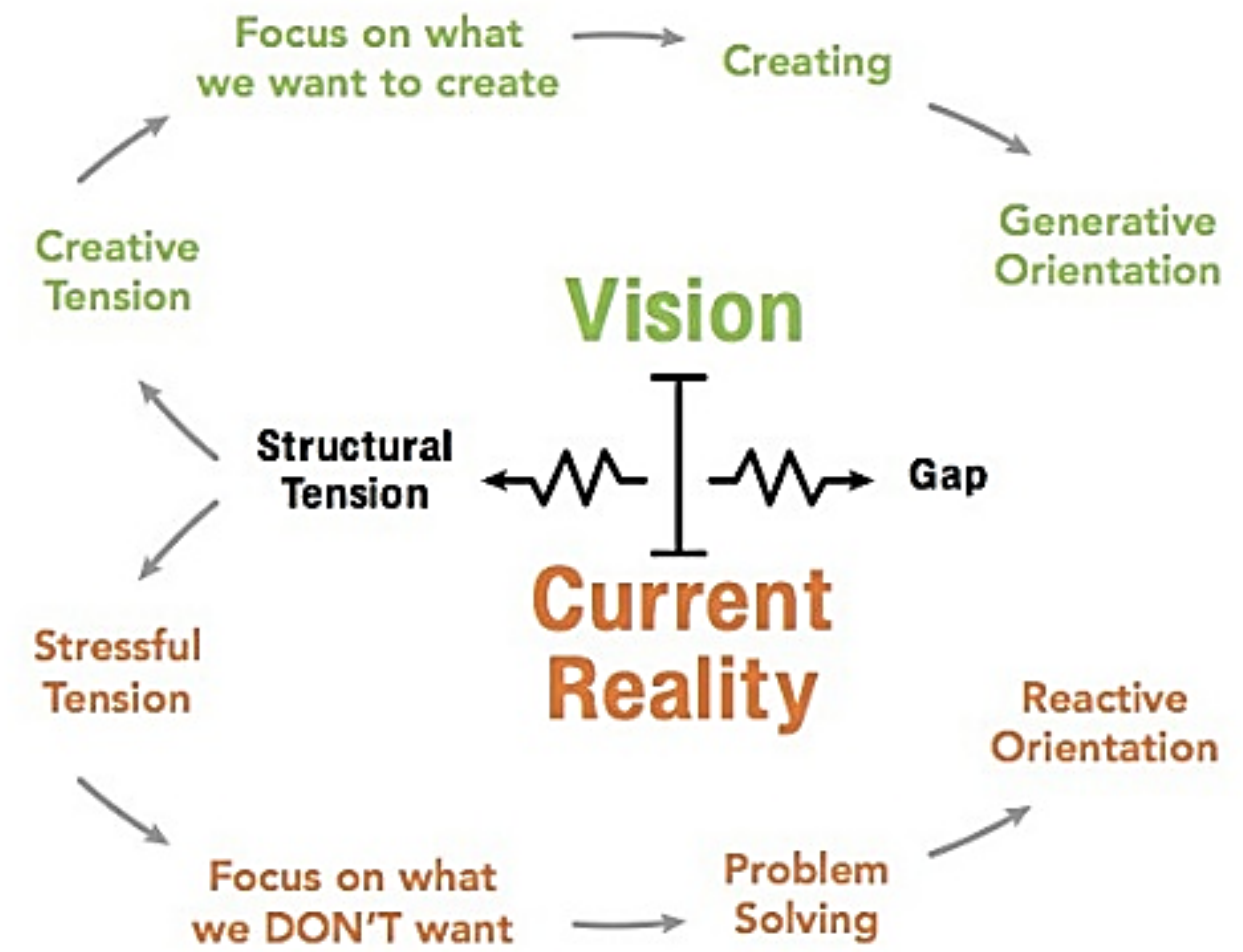 Focus on what
we want to create
Creating
Generative
Orientation
Creative
Tension
Vision
Structural
Tension
Gap
Current
Reality
Stressful
Tension
Reactive
Orientation
Focus on what
we DON'T want
Problem
Solving